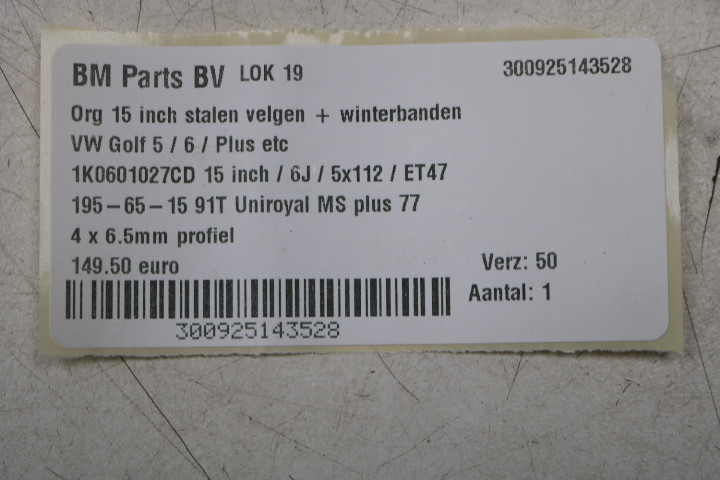 BM Parts BV LOK 19 300925143528
Org 15 inch stalen velgen + winterbanden
VW Golf 5 / 6 / Plus etc
1K0601027CD 15 inch / 6J / 5x112 / ET47
195-65-15 91T Uniroyal MS plus 77
4 x 6.5mm profiel
149.50 euro Verz: 50
Aantal: 1
300925143528